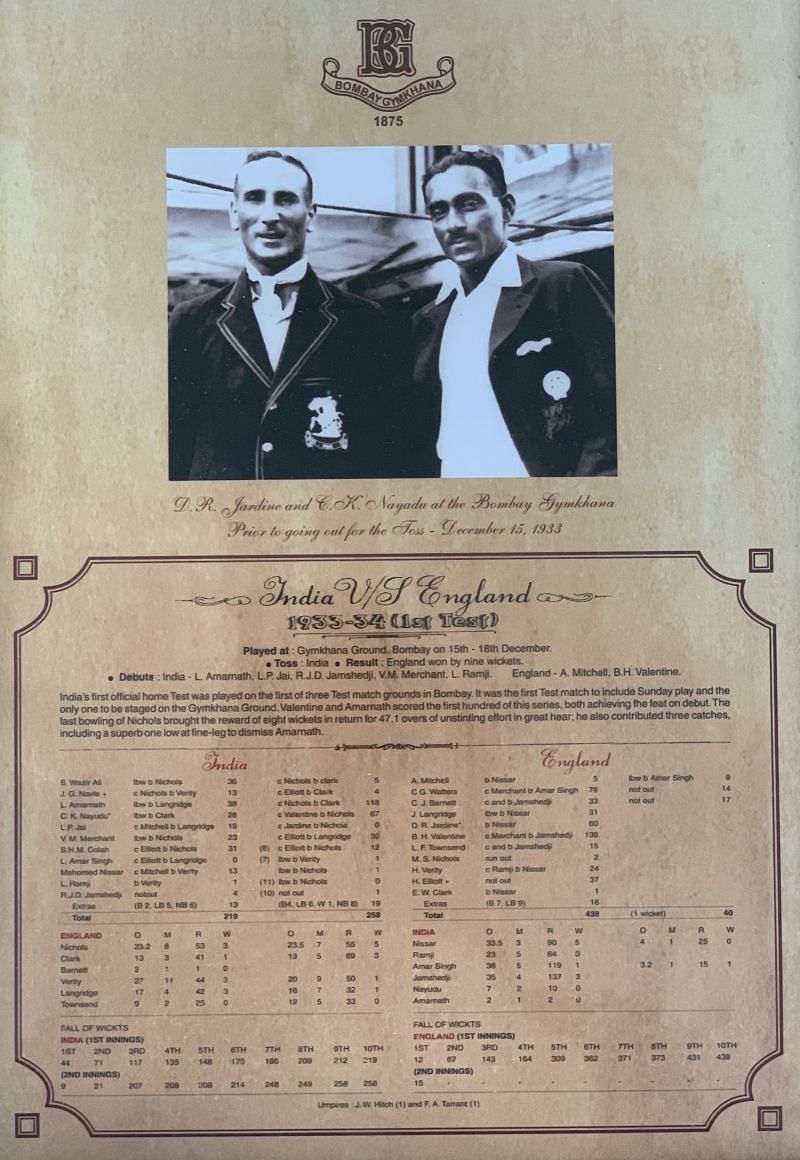 BG
BOMBAY GYMKHANA
1875
D.R. Jardine and C.K. Nayadu at the Bombay Gymkhana
Prior to going out for the Toss - December 15, 1933
India V/S England
1933-34 (1st Test)
Played at : Gymkhana Ground, Bombay on 15th - 18th December.
• Toss : India • Result : England won by nine wickets.
• Debuts : India - L. Amarnath, L.P. Jai, R.J.D. Jamshedji, V.M. Merchant, L. Ramji. England - A. Mitchell, B.H. Valentine.
India's first official home Test was played on the first of three Test match grounds in Bombay. It was the first Test match to include Sunday play and the
only one to be staged on the Gymkhana Ground. Valentine and Amarnath scored the first hundred of this series, both achieving the feat on debut. The
fast bowling of Nichols brought the reward of eight wickets in return for 47.1 overs of unstinting effort in great hear; he also contributed three catches,
including a superb one low at fine-leg to dismiss Amarnath.
India
S. Wazir Ali lbw b Nichols 36 c Nichols b clark 5
J. G. Navle + c Nichols b Verity 13 c Elliott b Clark 4
L. Amarnath lbw b Langridge 38 c Nichols b Clark 118
C. K. Nayudu* lbw b Clark 28 c Valentine b Nichols 67
L.P. Jai c Mitchell b Langridge 19 c Jardine b Nichols 0
V. M. Merchant lbw b Nichols 23 c Elliott b Langridge 30
S.H.M. Colah c Elliott b Nichols 31 (8) c Elliott b Nichols 12
L. Amar Singh c Elliott b Langridge 0 (7) lbw b Verity 1
Mahomed Nissar c Mitchell b Verity 13 lbw b Nichols 1
L. Ramji b Verity 1 (11) lbw b Nichols 0
R.J.D. Jamshedji notout 4 (10) not out 1
Extras (B 2, LB 5, NB 6) 13 (B4, LB 6, W 1, NB 8) 19
Total 219 258
ENGLAND O M R W O M R W
Nichols 23.2 8 53 3 23.5 7 55 5
Clark 13 3 41 1 19 5 69 3
Barnett 2 1 1 0
Verity 27 11 44 3 20 9 50 1
Langridge 17 4 42 3 16 7 32 1
Townsend 9 2 25 0 12 5 33 0
FALL OF WICKTS
INDIA (1ST INNINGS)
1ST 2ND 3RD 4TH 5TH 6TH 7TH 8TH 9TH 10TH
44 71 117 135 148 175 186 209 212 219
(2ND INNINGS)
9 21 207 208 208 214 248 249 258 258
England
A. Mitchell b Nissar 5 lbw b Amar Singh 9
C.G. Walters c Merchant b Amar Singh 78 not out 14
C. J. Barnett c and b Jamshedji 33 not out 17
J. Langridge lbw b Nissar 31
D. R. Jardine* b Nissar 60
B. H. Valentine c Merchant b Jamshedji 136
L. F. Townsend c and b Jamshedji 15
M. S. Nichols run out 2
H. Verity c Ramji b Nissar 24
H. Elliott + not out 37
E. W. Clark b Nissar 1
Extras (B 7, LB 9) 16
Total 438 (1 wicket) 40
INDIA O M R W O M R W
Nissar 33.5 3 90 5 4 1 25 0
Ramji 23 5 64 0
Amar Singh 36 5 119 1 3.2 1 15 1
Jamshedji 35 4 137 3
Nayudu 7 2 10 0
Amarnath 2 1 2 0
FALL OF WICKTS
ENGLAND (1ST INNINGS)
1ST 2ND 3RD 4TH 5TH 6TH 7TH 8TH 9TH 10TH
12 67 143 164 309 362 371 373 431 438
(2ND INNINGS)
15 - - - - - - - - -
Umpires : J. W. Hitch (1) and F. A. Tarrant (1)